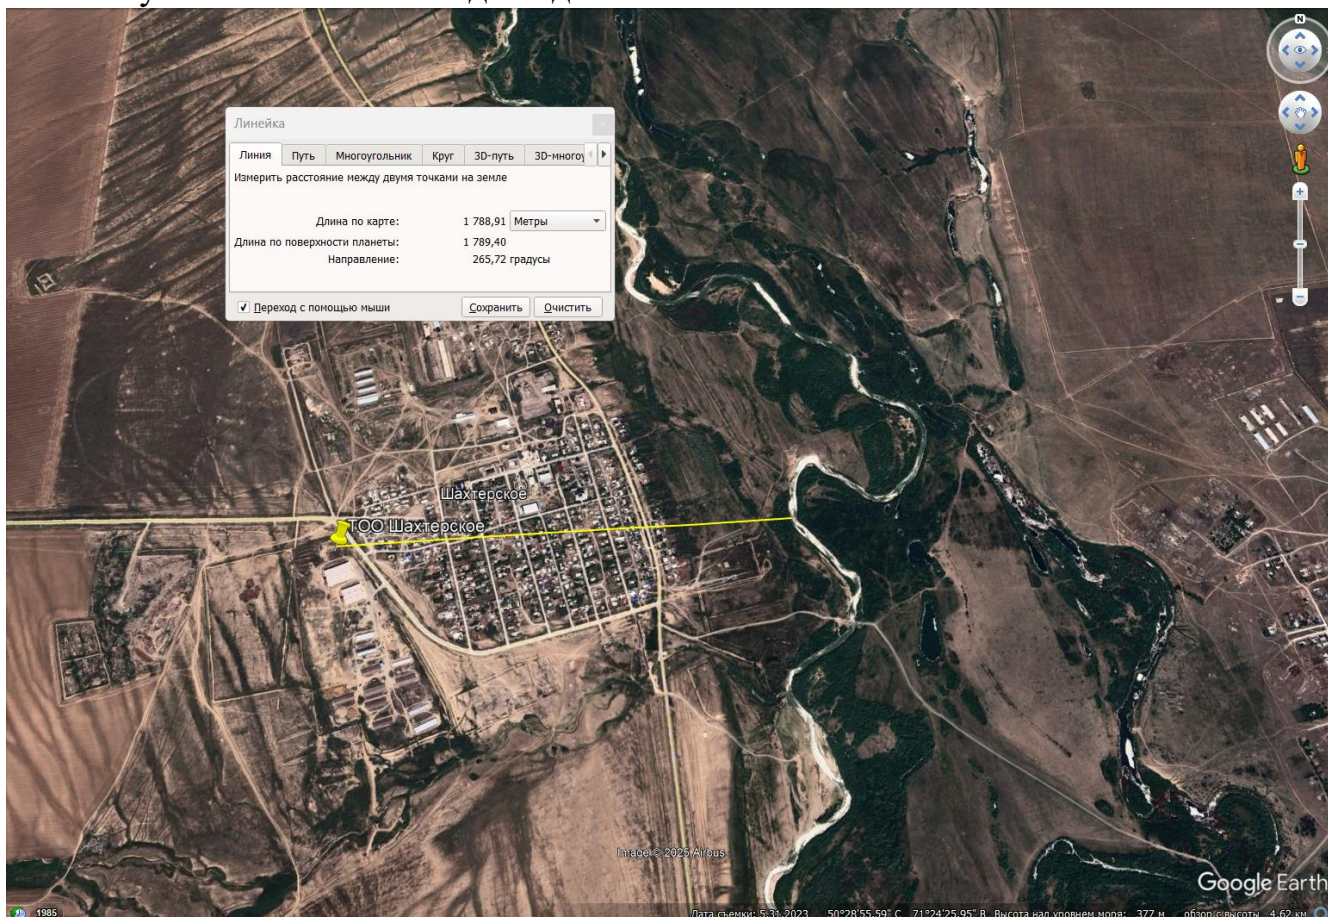 Линейка
Линия Путь Многоугольник Круг 3D-путь 3D-многоу
Измерить расстояние между двумя точками на земле
Длина по карте: 1 788,91 Метры
Длина по поверхности планеты: 1 789,40
Направление: 265,72 градусы
Переход с помощью мыши Сохранить Очистить
N
Шахтерское
ТОО Шахтерское
Image © 2025 Airbus
Google Earth
1985
Дата съемки: 5.31.2023 50°28'55.59" С 71°24'25.95" В Высота над уровнем моря: 377 м обзор с высоты 4.62 км